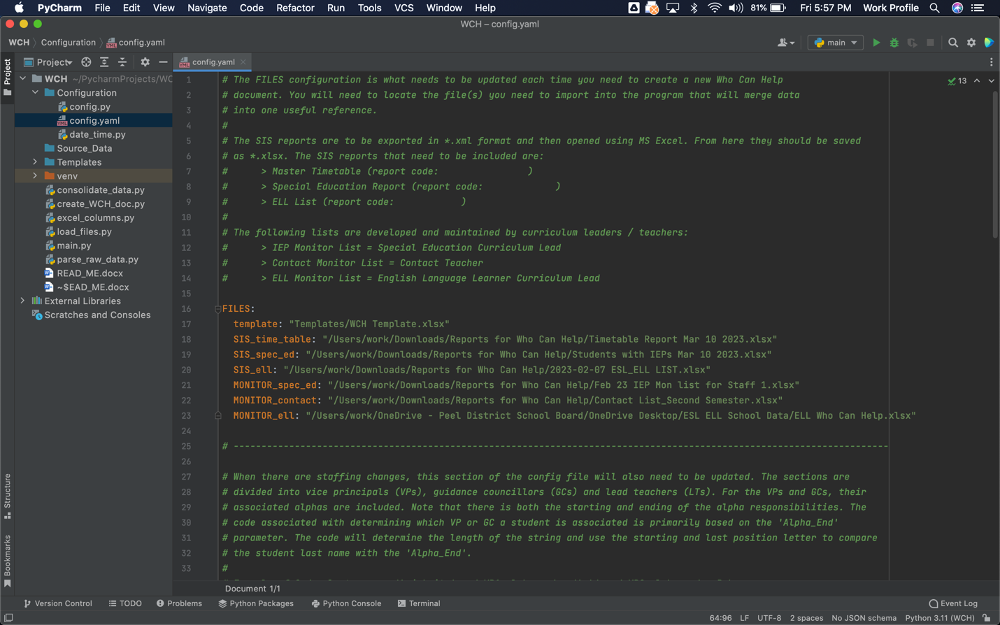 PyCharm File Edit View Navigate Code Refactor Run Tools VCS Window Help 81% Fri 5:57 PM Work Profile
WCH – config.yaml
WCH Configuration config.yaml main
Project config.yaml
Project
WCH ~/PycharmProjects/WC
Configuration
config.py
config.yaml
date_time.py
Source_Data
Templates
venv
consolidate_data.py
create_WCH_doc.py
excel_columns.py
load_files.py
main.py
parse_raw_data.py
READ_ME.docx
~$EAD_ME.docx
External Libraries
Scratches and Consoles
Structure
Bookmarks
13
1 # The FILES configuration is what needs to be updated each time you need to create a new Who Can Help
2 # document. You will need to locate the file(s) you need to import into the program that will merge data
3 # into one useful reference.
4 #
5 # The SIS reports are to be exported in *.xml format and then opened using MS Excel. From here they should be saved
6 # as *.xlsx. The SIS reports that need to be included are:
7 # > Master Timetable (report code: )
8 # > Special Education Report (report code: )
9 # > ELL List (report code: )
10 #
11 # The following lists are developed and maintained by curriculum leaders / teachers:
12 # > IEP Monitor List = Special Education Curriculum Lead
13 # > Contact Monitor List = Contact Teacher
14 # > ELL Monitor List = English Language Learner Curriculum Lead
15
16 FILES:
17 template: "Templates/WCH Template.xlsx"
18 SIS_time_table: "/Users/work/Downloads/Reports for Who Can Help/Timetable Report Mar 10 2023.xlsx"
19 SIS_spec_ed: "/Users/work/Downloads/Reports for Who Can Help/Students with IEPs Mar 10 2023.xlsx"
20 SIS_ell: "/Users/work/Downloads/Reports for Who Can Help/2023-02-07 ESL_ELL LIST.xlsx"
21 MONITOR_spec_ed: "/Users/work/Downloads/Reports for Who Can Help/Feb 23 IEP Mon list for Staff 1.xlsx"
22 MONITOR_contact: "/Users/work/Downloads/Reports for Who Can Help/Contact List_Second Semester.xlsx"
23 MONITOR_ell: "/Users/work/OneDrive - Peel District School Board/OneDrive Desktop/ESL ELL School Data/ELL Who Can Help.xlsx"
24
25 # ----------------------------------------------------------------------------------------------------------------------
26
27 # When there are staffing changes, this section of the config file will also need to be updated. The sections are
28 # divided into vice principals (VPs), guidance councillors (GCs) and lead teachers (LTs). For the VPs and GCs, their
29 # associated alphas are included. Note that there is both the starting and ending of the alpha responsibilities. The
30 # code associated with determining which VP or GC a student is associated is primarily based on the 'Alpha_End'
31 # parameter. The code will determine the length of the string and use the starting and last position letter to compare
32 # the student last name with the 'Alpha_End'.
33 #
Document 1/1
Version Control TODO Problems Python Packages Python Console Terminal Event Log
64:96 LF UTF-8 2 spaces No JSON schema Python 3.11 (WCH)